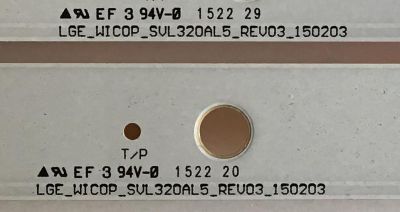 EF 3 94V-0 1522 29
LGE_WICOP_SVL320AL5_REV03_150203
T/P
EF 3 94V-0 1522 20
LGE_WICOP_SVL320AL5_REV03_150203